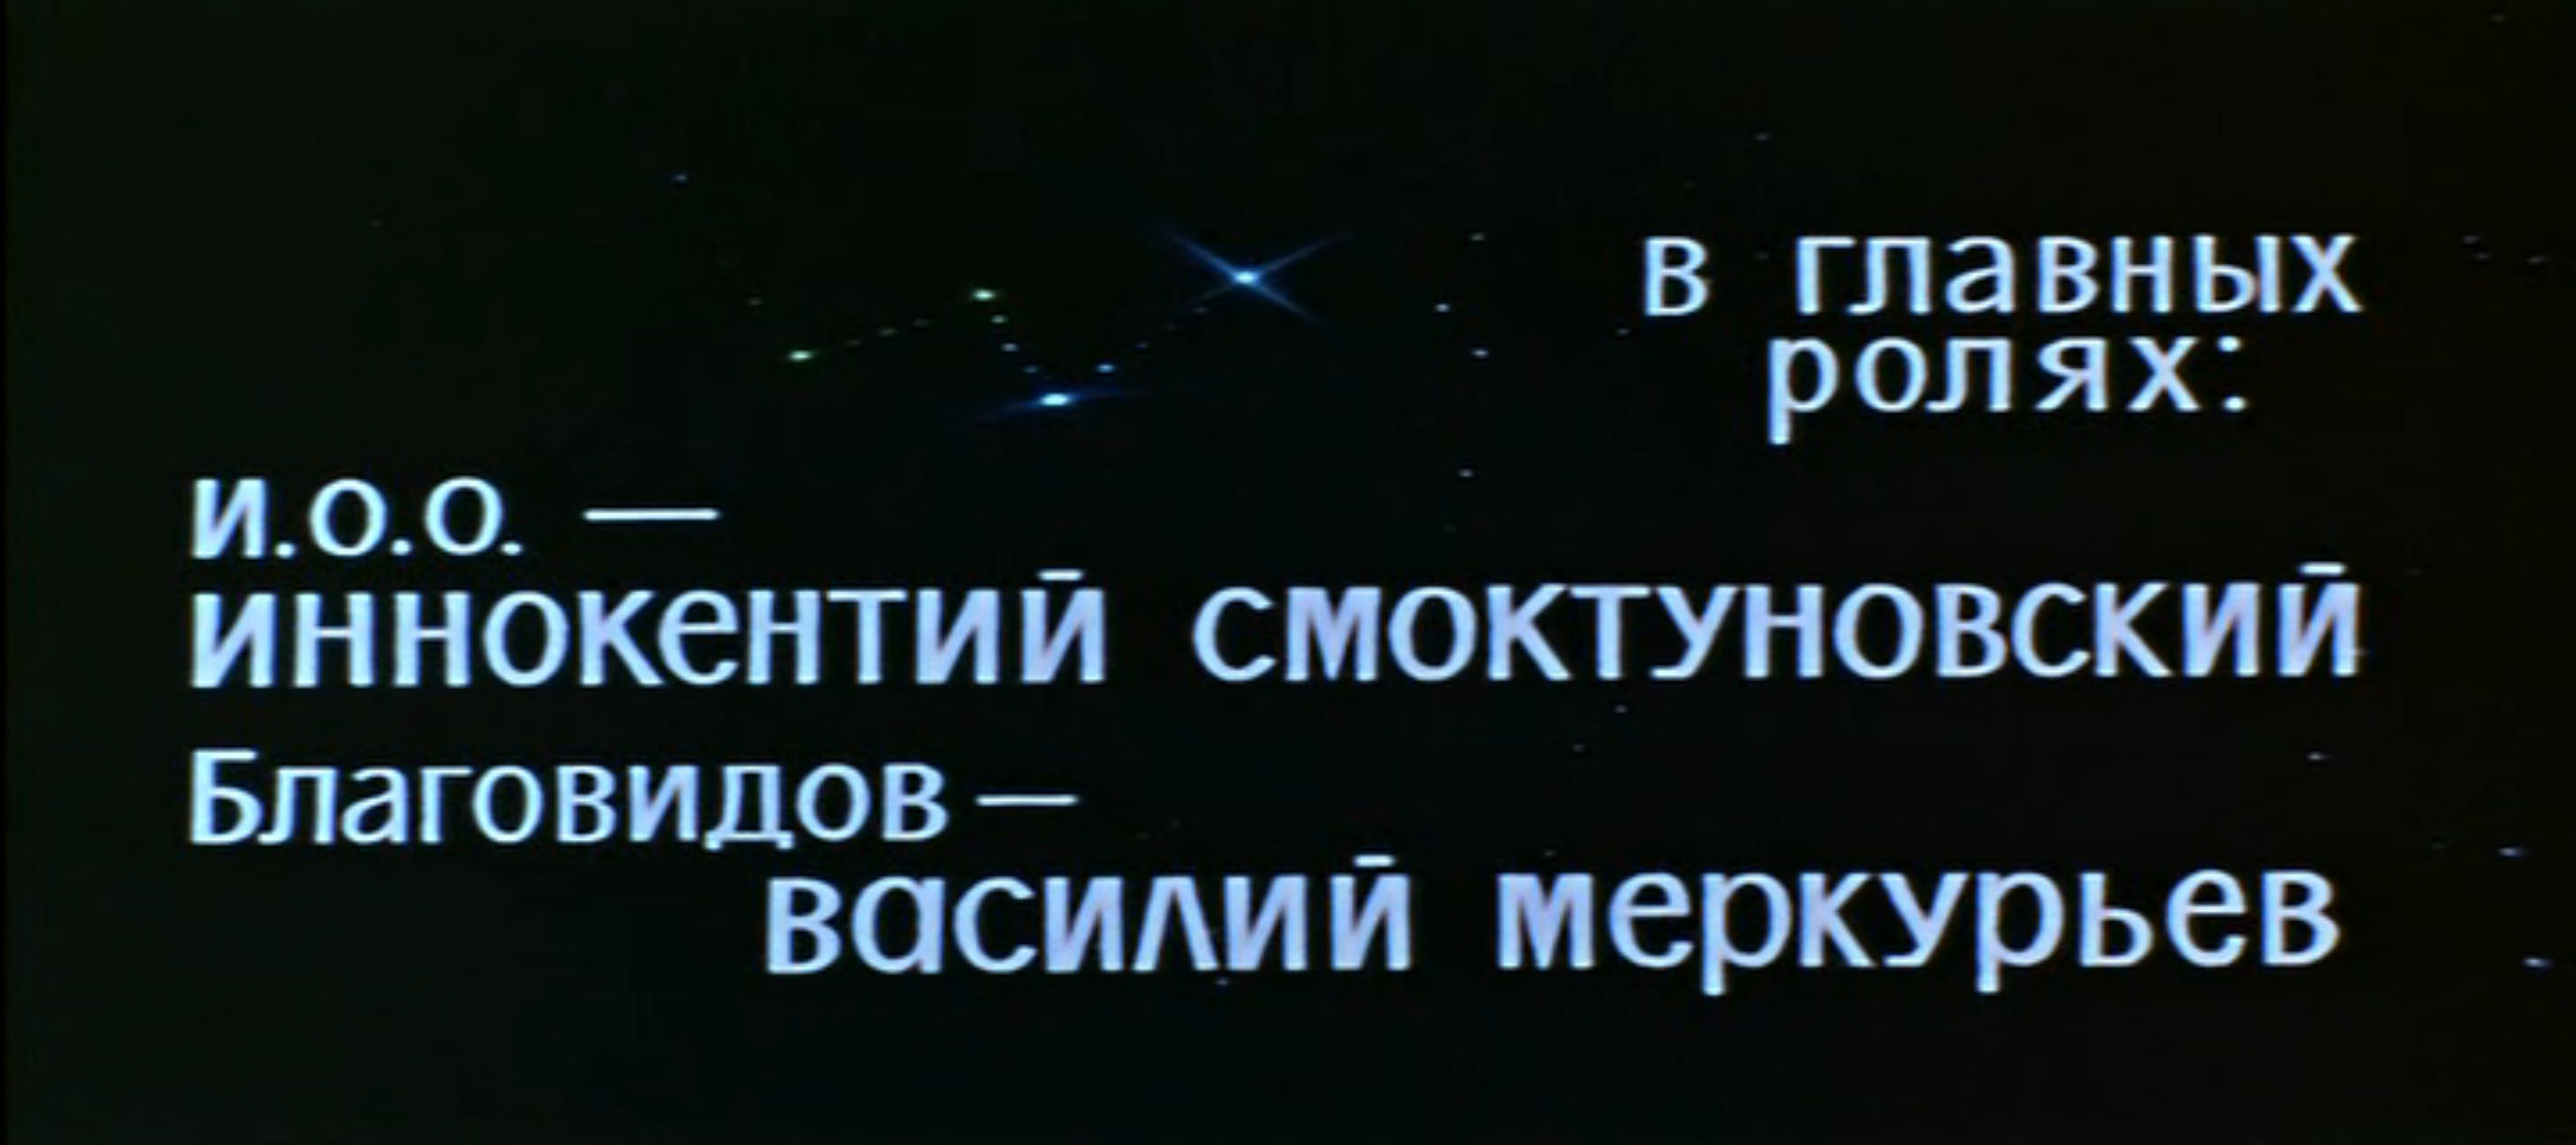 в главных
ролях:
И.О.О. —
ИННОКеНТИЙ СМОКТУНОВСКИЙ
Благовидов —
василий меркурьев